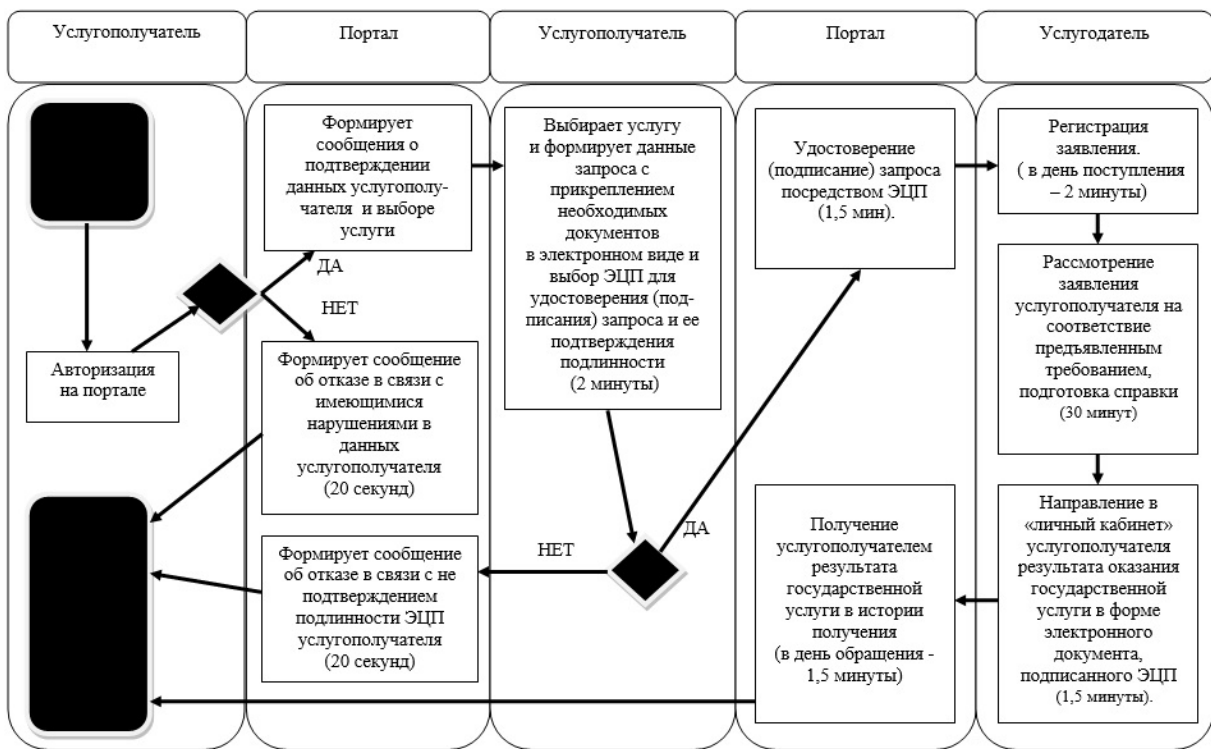 Услугополучатель
Портал
Услугополучатель
Портал
Услугодатель
Авторизация
на портале
Формирует
сообщения о
подтверждении
данных услугополу-
чателя и выборе
услуги
ДА
НЕТ
Формирует сообщение
об отказе в связи с
имеющимися
нарушениями в
данных
услугополучателя
(20 секунд)
Формирует сообщение
об отказе в связи с не
подтверждением
подлинности ЭЦП
услугополучателя
(20 секунд)
Выбирает услугу
и формирует данные
запроса с
прикреплением
необходимых
документов
в электронном виде и
выбор ЭЦП для
удостоверения (под-
писания) запроса и ее
подтверждения
подлинности
(2 минуты)
НЕТ
ДА
Удостоверение
(подписание) запроса
посредством ЭЦП
(1,5 мин).
Получение
услугополучателем
результата
государственной
услуги в истории
получения
(в день обращения -
1,5 минуты)
Регистрация
заявления.
( в день поступления
– 2 минуты)
Рассмотрение
заявления
услугополучателя на
соответствие
предъявленным
требованием,
подготовка справки
(30 минут)
Направление в
«личный кабинет»
услугополучателя
результата оказания
государственной
услуги в форме
электронного
документа,
подписанного ЭЦП
(1,5 минуты).